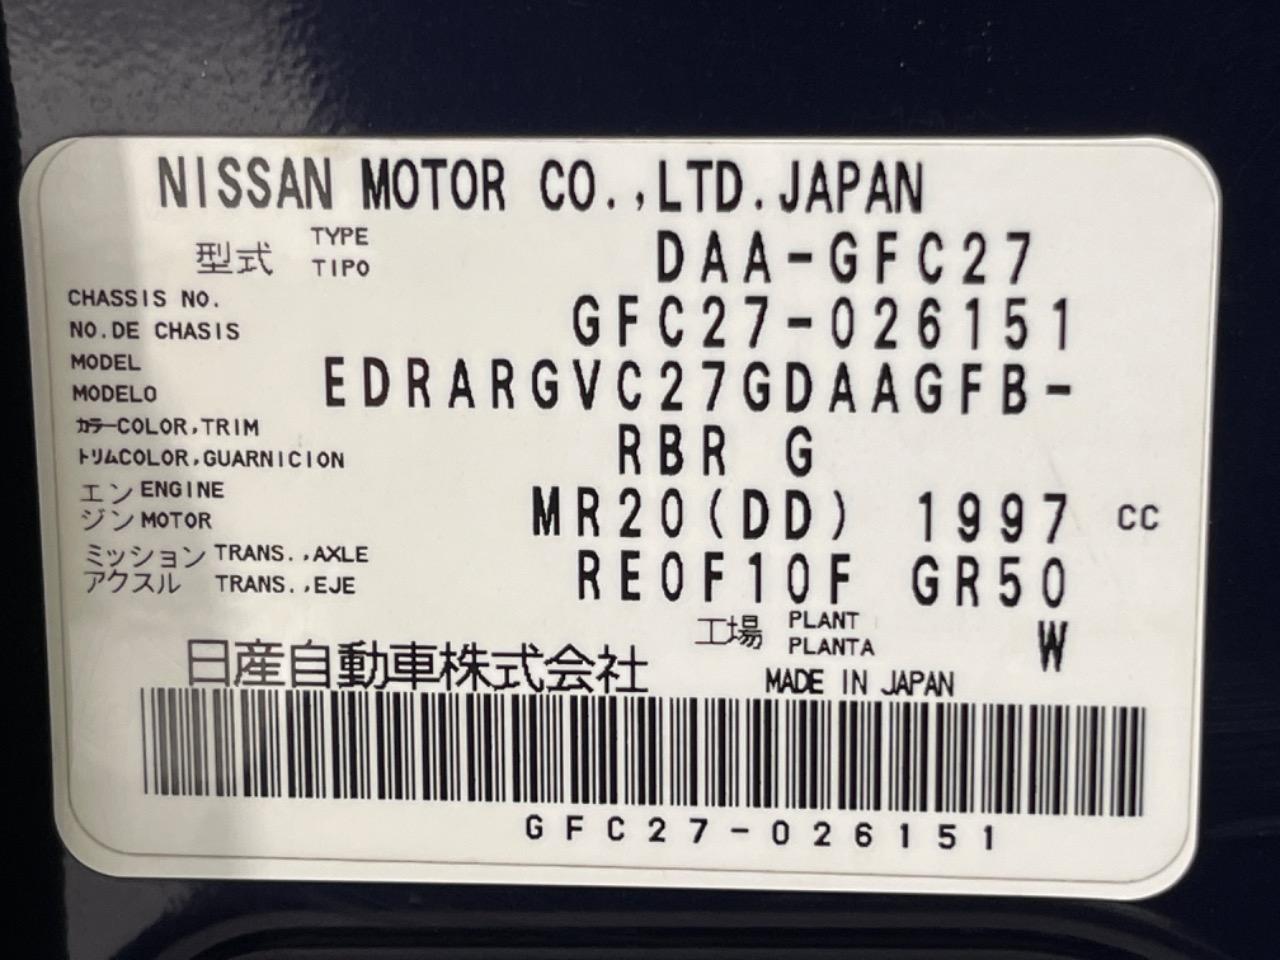 NISSAN MOTOR CO.,LTD.JAPAN
型式 TYPE TIPO DAA-GFC27
CHASSIS NO. NO.DE CHASIS GFC27-026151
MODEL MODELO EDRARGVC27GDAAGFB-
カラーCOLOR,TRIM トリムCOLOR,GUARNICION RBR G
エンジン ENGINE MOTOR MR20(DD) 1997 CC
ミッション TRANS.,AXLE アクスル TRANS.,EJE RE0F10F GR50
工場 PLANT PLANTA W
日産自動車株式会社 MADE IN JAPAN
GFC27-026151